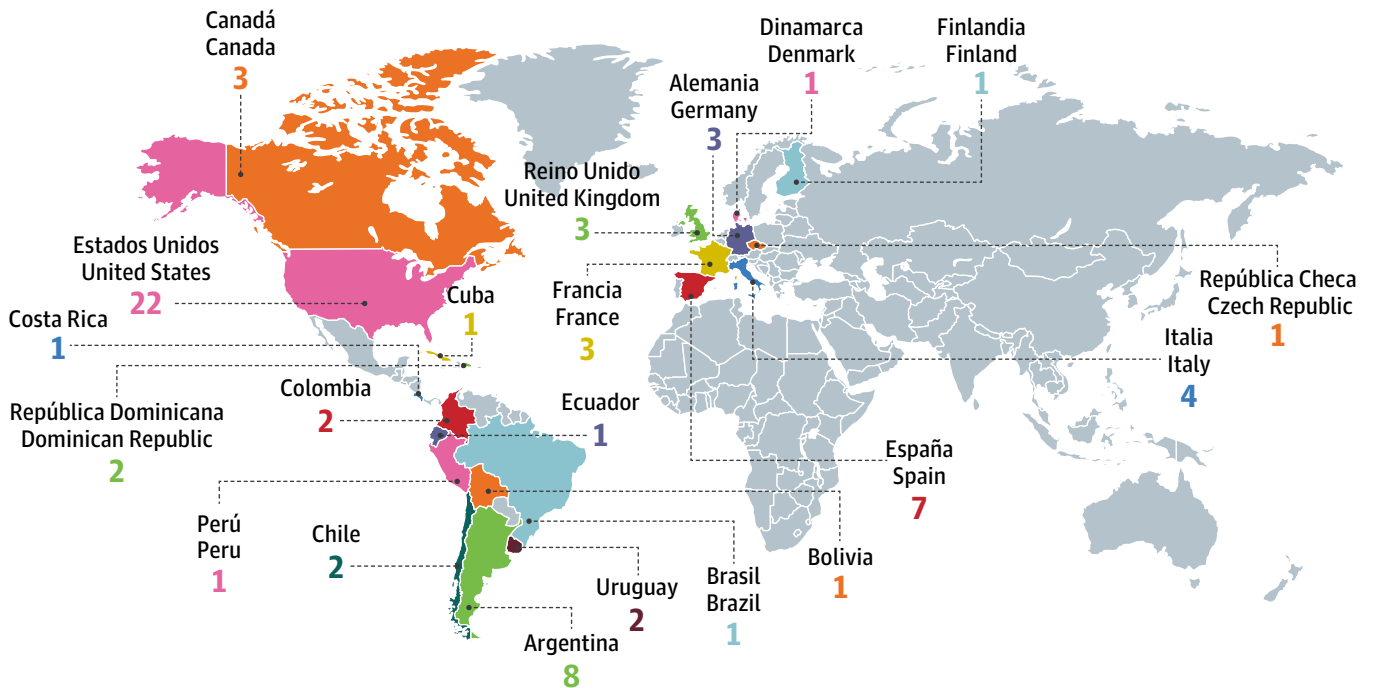 Canadá
Canada
3
Dinamarca
Denmark
1
Finlandia
Finland
1
Alemania
Germany
3
Reino Unido
United Kingdom
3
Estados Unidos
United States
22
Cuba
1
Costa Rica
1
Francia
France
3
República Checa
Czech Republic
1
Italia
Italy
4
Colombia
2
Ecuador
1
República Dominicana
Dominican Republic
2
España
Spain
7
Perú
Peru
1
Chile
2
Uruguay
2
Brasil
Brazil
1
Bolivia
1
Argentina
8